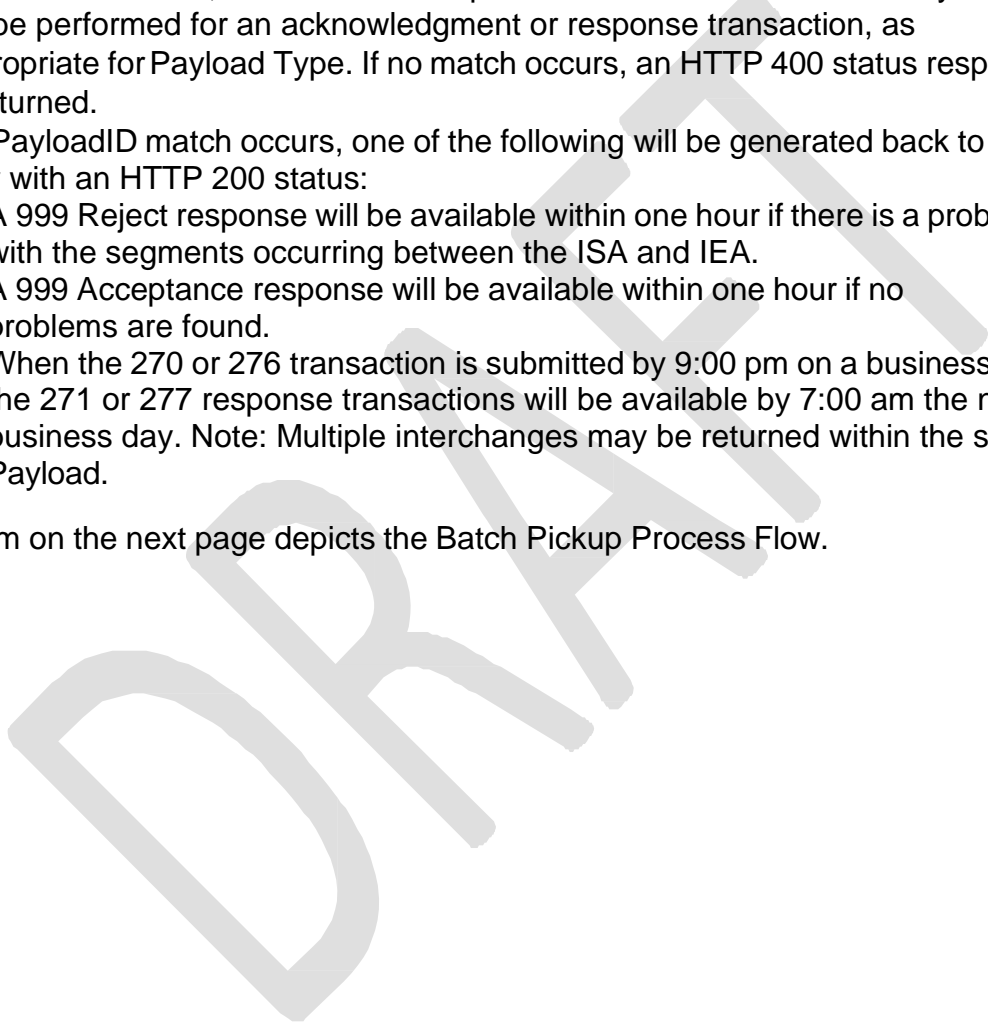 be performed for an acknowledgment or response transaction, as
ropriate for Payload Type. If no match occurs, an HTTP 400 status resp
turned.
PayloadID match occurs, one of the following will be generated back to
with an HTTP 200 status:
A 999 Reject response will be available within one hour if there is a prob
with the segments occurring between the ISA and IEA.
A 999 Acceptance response will be available within one hour if no
problems are found.
When the 270 or 276 transaction is submitted by 9:00 pm on a business
he 271 or 277 response transactions will be available by 7:00 am the n
business day. Note: Multiple interchanges may be returned within the s
Payload.
m on the next page depicts the Batch Pickup Process Flow.
DRAFT